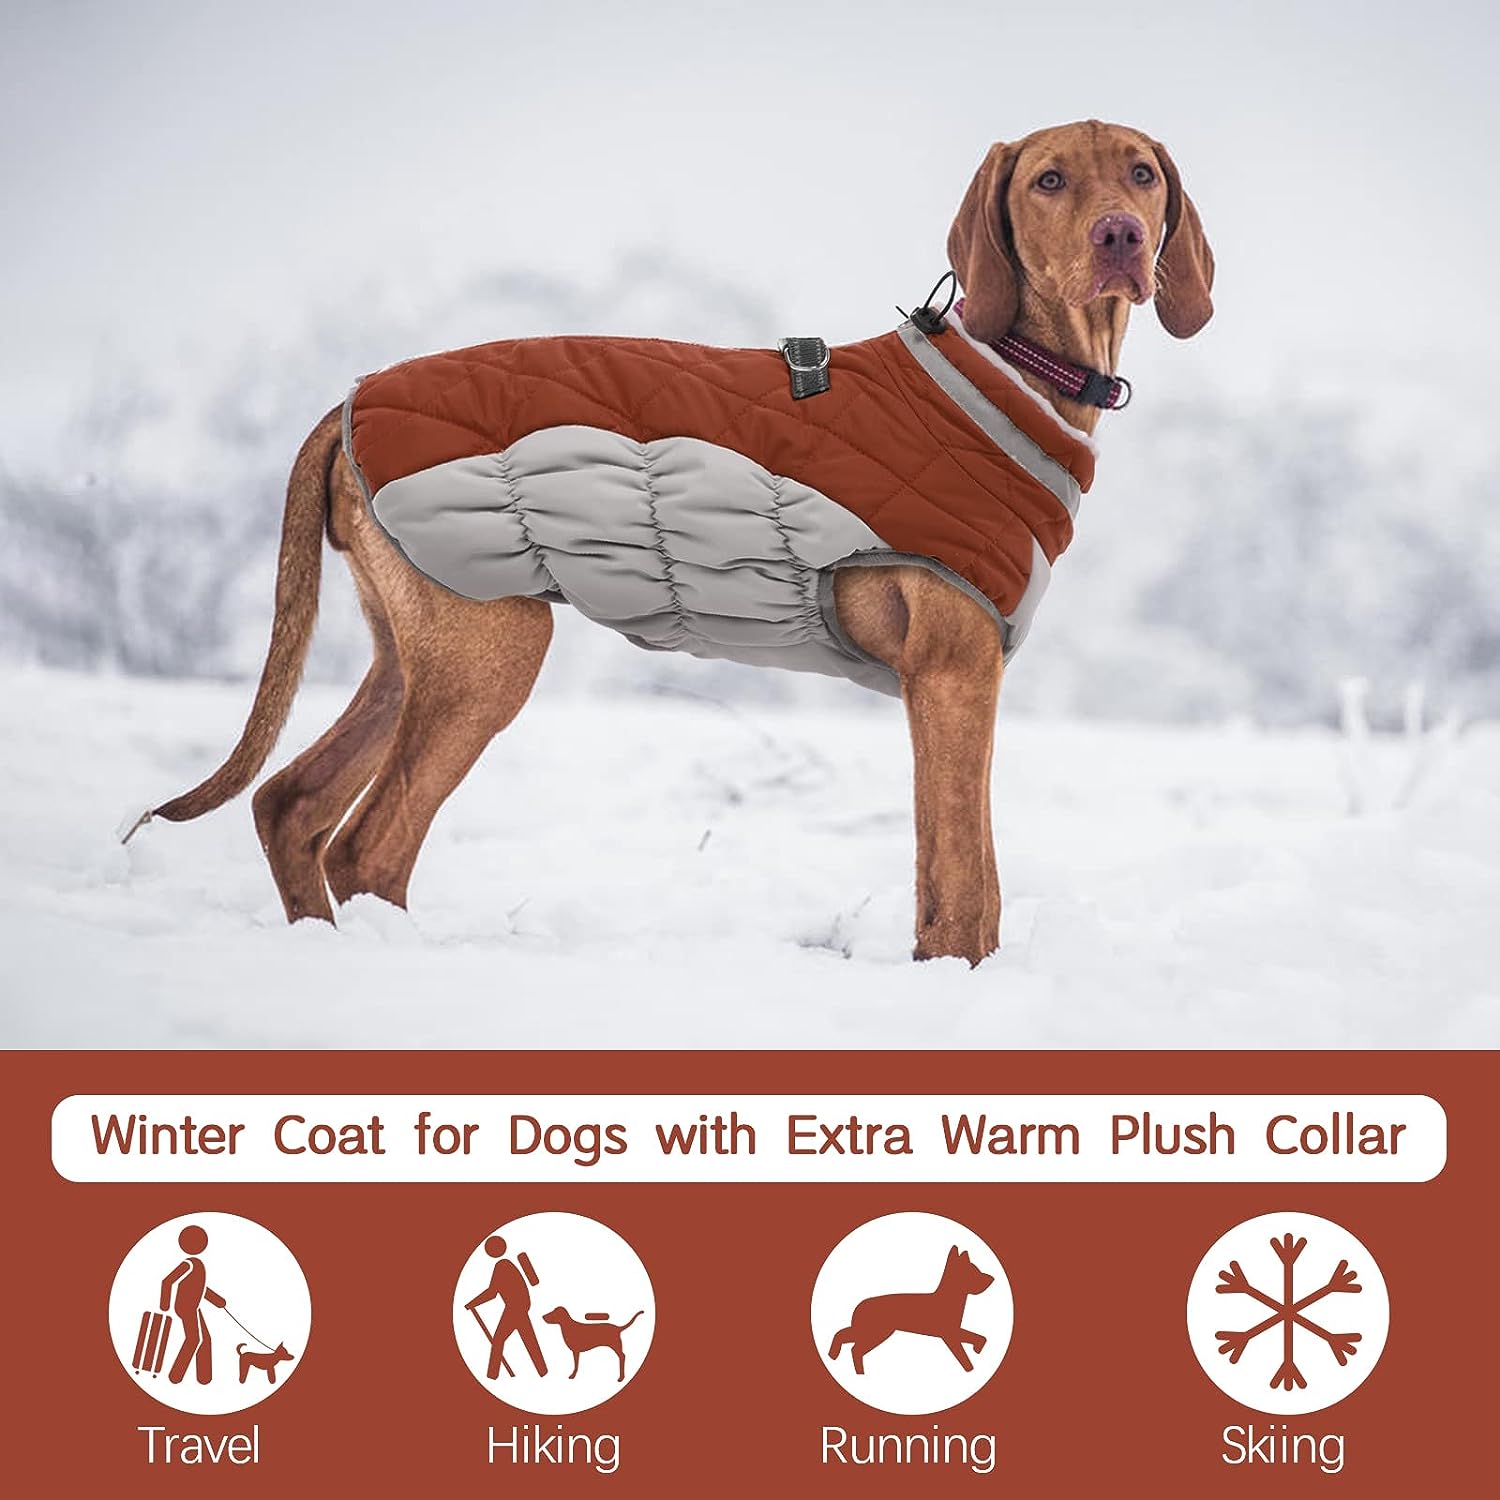 Winter Coat for Dogs with Extra Warm Plush Collar
Travel
Hiking
Running
Skiing